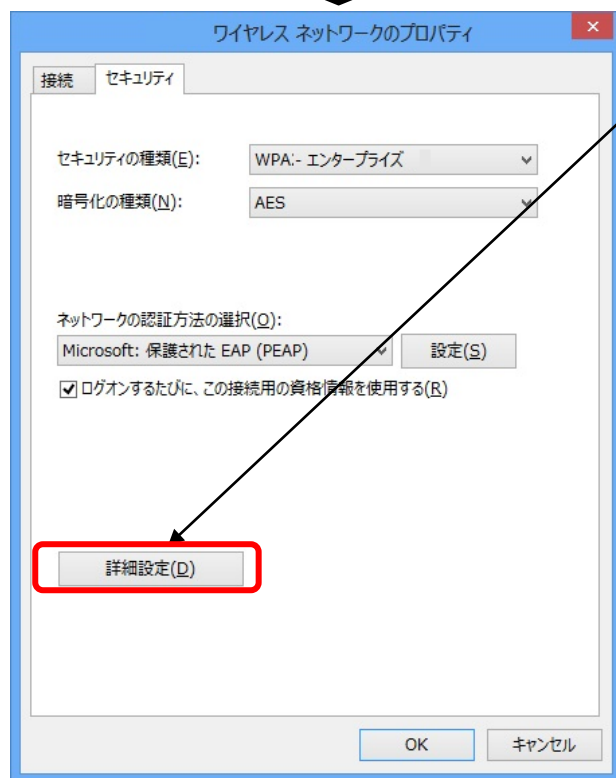 ワイヤレス ネットワークのプロパティ
接続 セキュリティ
セキュリティの種類(E): WPA:- エンタープライズ
暗号化の種類(N): AES
ネットワークの認証方法の選択(O):
Microsoft: 保護された EAP (PEAP) 設定(S)
ログオンするたびに、この接続用の資格情報を使用する(R)
詳細設定(D)
OK キャンセル